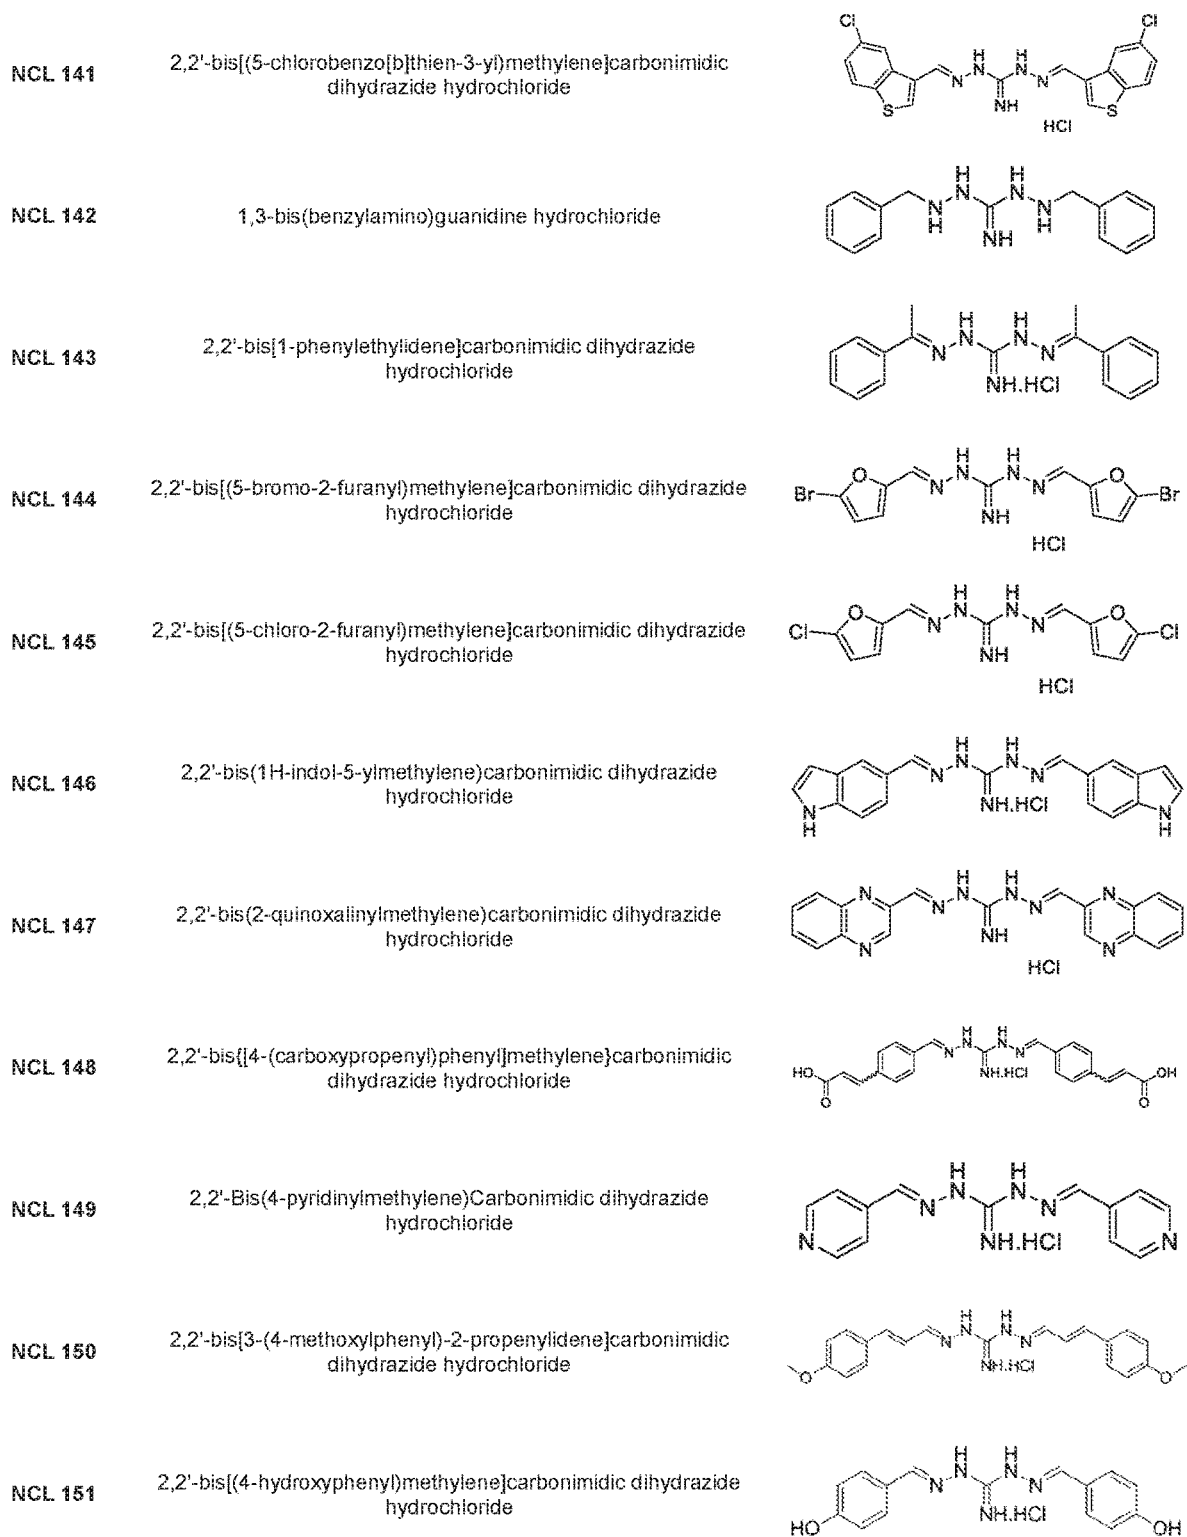 NCL 141
2,2'-bis[(5-chlorobenzo[b]thien-3-yl)methylene]carbonimidic
dihydrazide hydrochloride
Cl Cl
H H
N N N N
S NH S
HCl
NCL 142
1,3-bis(benzylamino)guanidine hydrochloride
H H
N N N N
H NH H
NCL 143
2,2'-bis[1-phenylethylidene]carbonimidic dihydrazide
hydrochloride
H H
N N N N
NH.HCl
NCL 144
2,2'-bis[(5-bromo-2-furanyl)methylene]carbonimidic dihydrazide
hydrochloride
H H
Br O N N N N O Br
NH
HCl
NCL 145
2,2'-bis[(5-chloro-2-furanyl)methylene]carbonimidic dihydrazide
hydrochloride
H H
Cl O N N N N O Cl
NH
HCl
NCL 146
2,2'-bis(1H-indol-5-ylmethylene)carbonimidic dihydrazide
hydrochloride
H H
N N N N
N NH.HCl N
H H
NCL 147
2,2'-bis(2-quinoxalinylmethylene)carbonimidic dihydrazide
hydrochloride
H H
N N N N N N
N NH N
HCl
NCL 148
2,2'-bis{[4-(carboxypropenyl)phenyl]methylene}carbonimidic
dihydrazide hydrochloride
H H
N N N N
HO NH.HCl OH
O O
NCL 149
2,2'-Bis(4-pyridinylmethylene)Carbonimidic dihydrazide
hydrochloride
H H
N N N N
N NH.HCl N
NCL 150
2,2'-bis[3-(4-methoxylphenyl)-2-propenylidene]carbonimidic
dihydrazide hydrochloride
H H
N N N N
O NH.HCl O
NCL 151
2,2'-bis[(4-hydroxyphenyl)methylene]carbonimidic dihydrazide
hydrochloride
H H
N N N N
HO NH.HCl OH